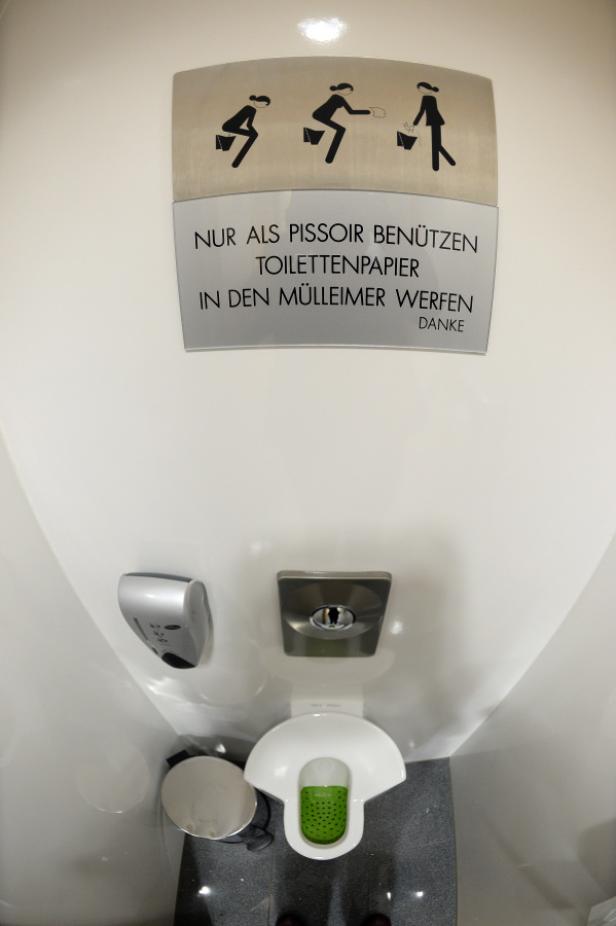 NUR ALS PISSOIR BENÜTZEN
TOILETTENPAPIER
IN DEN MÜLLEIMER WERFEN
DANKE